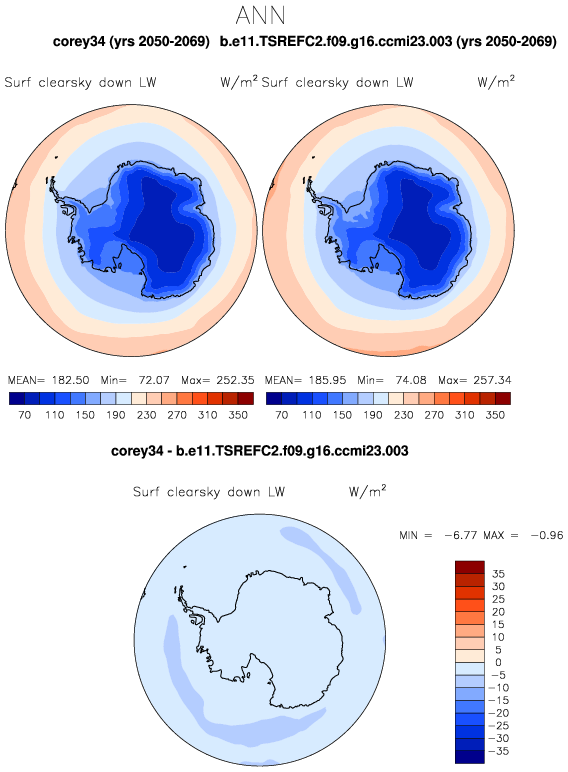 ANN
corey34 (yrs 2050-2069) b.e11.TSREFC2.f09.g16.ccmi23.003 (yrs 2050-2069)
Surf clearsky down LW W/m² Surf clearsky down LW W/m²
MEAN= 182.50 Min= 72.07 Max= 252.35 MEAN= 185.95 Min= 74.08 Max= 257.34
70 110 150 190 230 270 310 350 70 110 150 190 230 270 310 350
corey34 - b.e11.TSREFC2.f09.g16.ccmi23.003
Surf clearsky down LW W/m²
MIN = -6.77 MAX = -0.96
35
30
25
20
15
10
5
0
-5
-10
-15
-20
-25
-30
-35